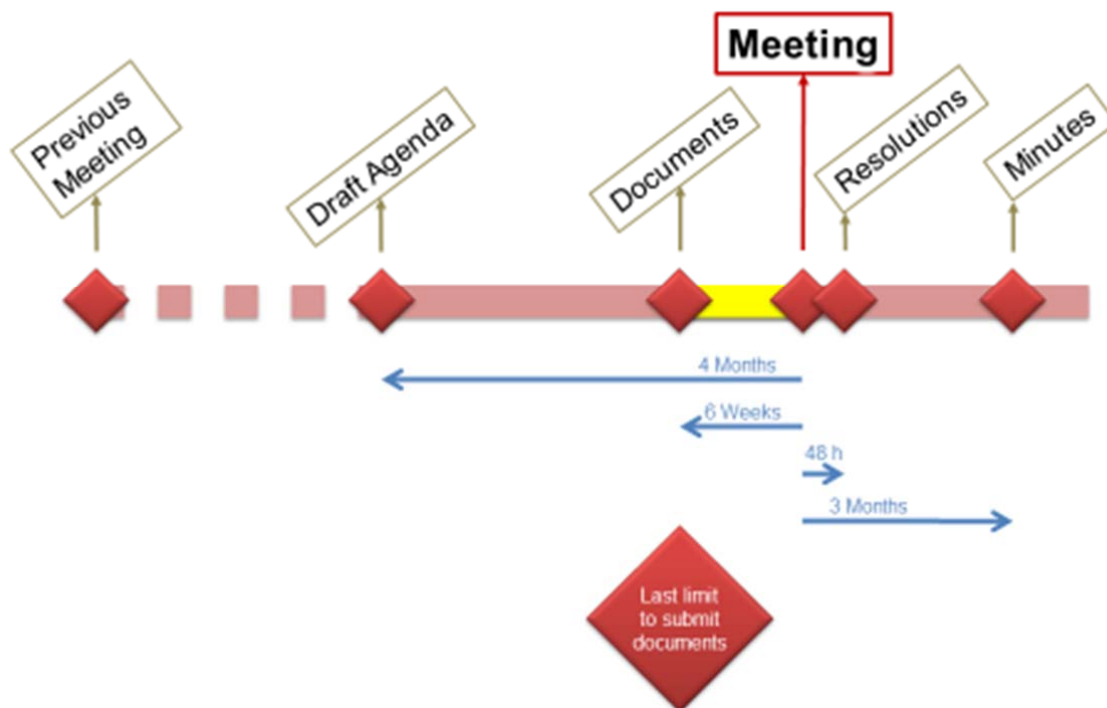 Meeting
Previous
Meeting
Draft Agenda
Documents
Resolutions
Minutes
4 Months
6 Weeks
48 h
3 Months
Last limit
to submit
documents